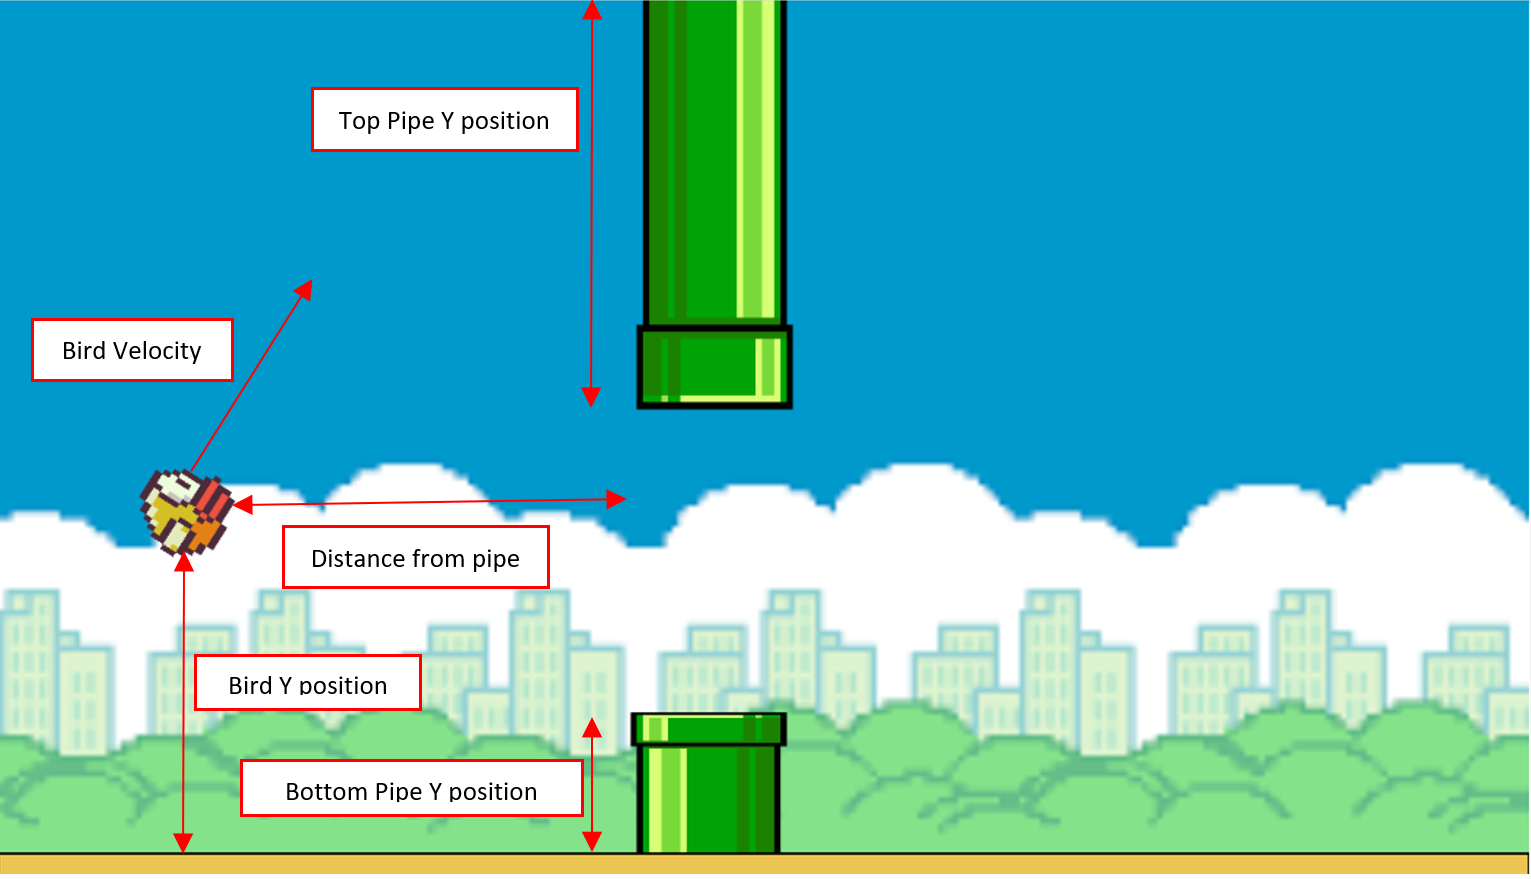 Top Pipe Y position
Bird Velocity
Distance from pipe
Bird Y position
Bottom Pipe Y position